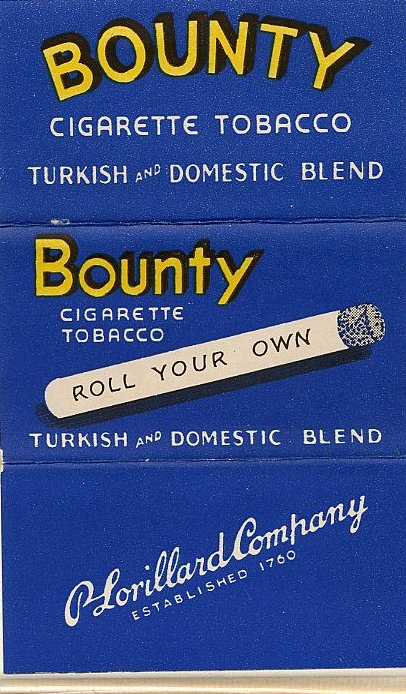 BOUNTY
CIGARETTE TOBACCO
TURKISH AND DOMESTIC BLEND
Bounty
CIGARETTE
TOBACCO
ROLL YOUR OWN
TURKISH AND DOMESTIC BLEND
P. Lorillard Company
ESTABLISHED 1760